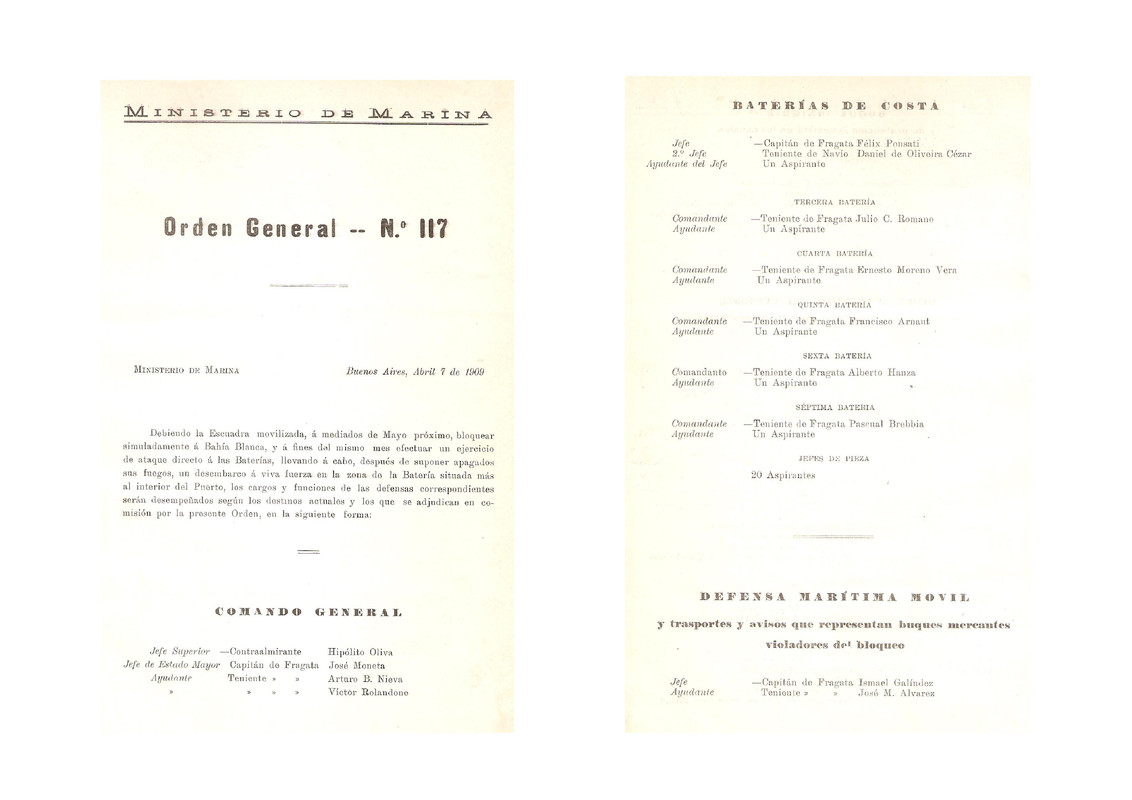 MINISTERIO DE MARINA
Orden General -- N.º 117
MINISTERIO DE MARINA Buenos Aires, Abril 7 de 1909
Debiendo la Escuadra movilizada, á mediados de Mayo próximo, bloquear
simuladamente á Bahía Blanca, y á fines del mismo mes efectuar un ejercicio
de ataque directo á las Baterías, llevando á cabo, después de suponer apagados
sus fuegos, un desembarco á viva fuerza en la zona de la Batería situada más
al interior del Puerto, los cargos y funciones de las defensas correspondientes
serán desempeñados según los destinos actuales y los que se adjudican en co-
misión por la presente Orden, en la siguiente forma:
COMANDO GENERAL
Jefe Superior —Contraalmirante Hipólito Oliva
Jefe de Estado Mayor Capitán de Fragata José Moneta
Ayudante Teniente » » Arturo B. Nieva
» » » » Víctor Rolandone
BATERÍAS DE COSTA
Jefe —Capitán de Fragata Félix Ponsati
2.º Jefe Teniente de Navío Daniel de Oliveira Cézar
Ayudante del Jefe Un Aspirante
TERCERA BATERÍA
Comandante —Teniente de Fragata Julio C. Romano
Ayudante Un Aspirante
CUARTA BATERÍA
Comandante —Teniente de Fragata Ernesto Moreno Vera
Ayudante Un Aspirante
QUINTA BATERÍA
Comandante —Teniente de Fragata Francisco Arnaut
Ayudante Un Aspirante
SEXTA BATERÍA
Comandante —Teniente de Fragata Alberto Hanza
Ayudante Un Aspirante
SÉPTIMA BATERIA
Comandante —Teniente de Fragata Pascual Brebbia
Ayudante Un Aspirante
JEFES DE PIEZA
20 Aspirantes
DEFENSA MARÍTIMA MOVIL
y trasportes y avisos que representan buques mercantes
violadores del bloqueo
Jefe —Capitán de Fragata Ismael Galíndez
Ayudante Teniente » » José M. Alvarez